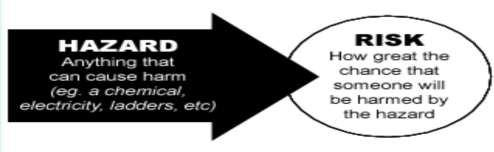 HAZARD
Anything that
can cause harm
(eg. a chemical,
electricity, ladders, etc)
RISK
How great the
chance that
someone will
be harmed by
the hazard